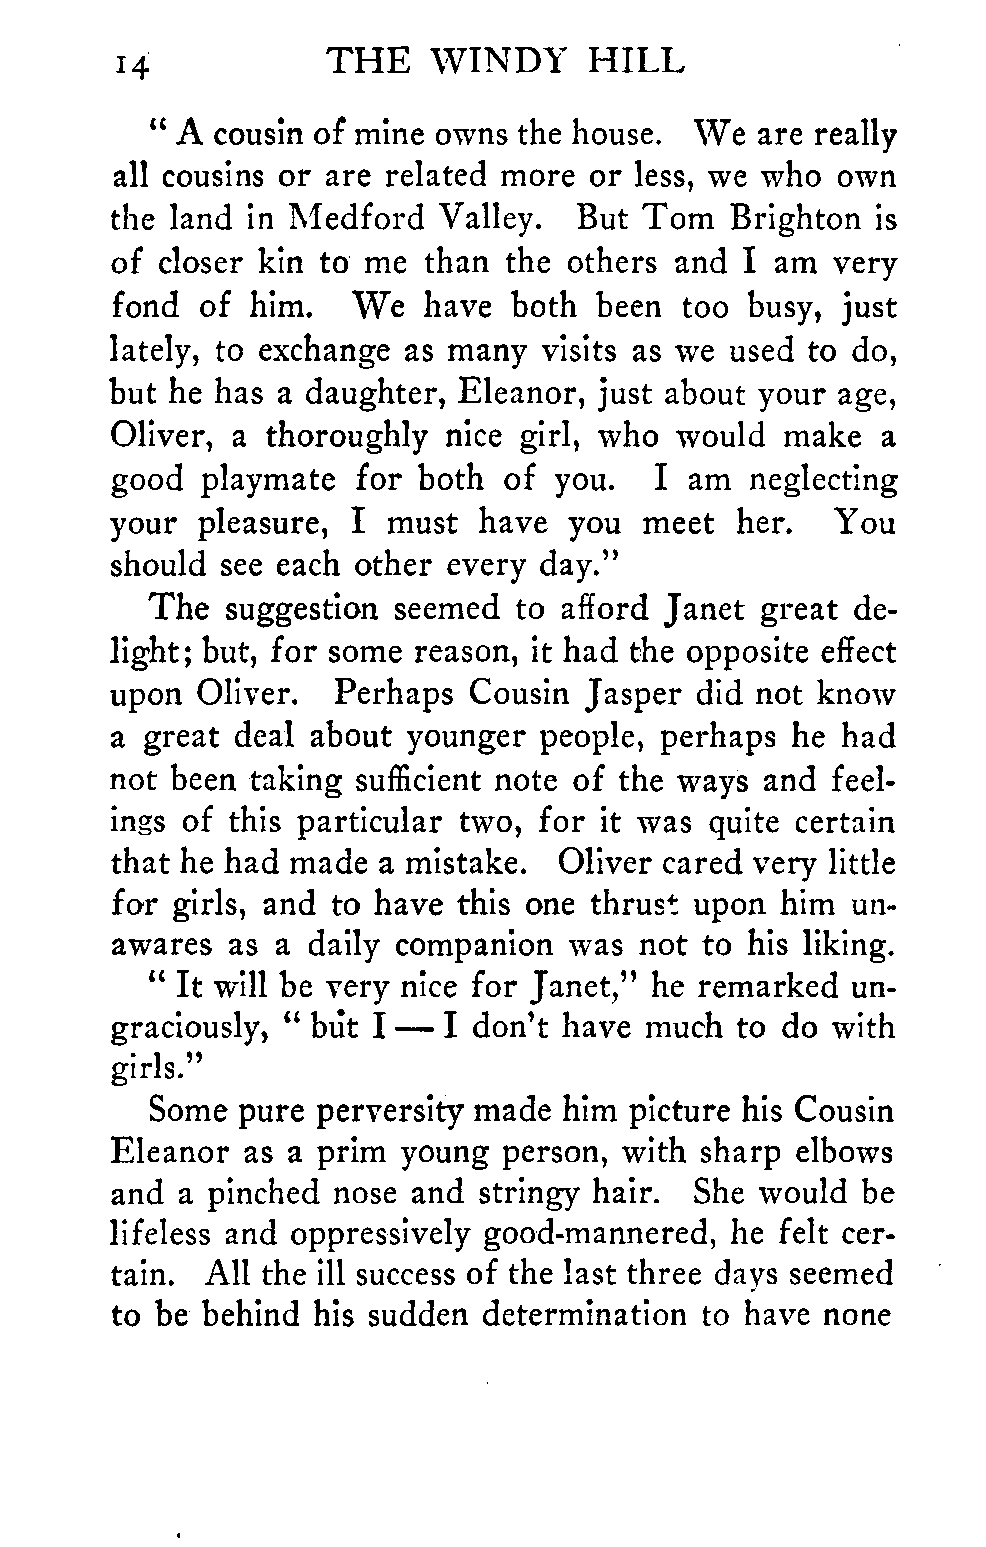 14 THE WINDY HILL
“ A cousin of mine owns the house. We are really
all cousins or are related more or less, we who own
the land in Medford Valley. But Tom Brighton is
of closer kin to me than the others and I am very
fond of him. We have both been too busy, just
lately, to exchange as many visits as we used to do,
but he has a daughter, Eleanor, just about your age,
Oliver, a thoroughly nice girl, who would make a
good playmate for both of you. I am neglecting
your pleasure, I must have you meet her. You
should see each other every day.”
The suggestion seemed to afford Janet great de-
light; but, for some reason, it had the opposite effect
upon Oliver. Perhaps Cousin Jasper did not know
a great deal about younger people, perhaps he had
not been taking sufficient note of the ways and feel-
ings of this particular two, for it was quite certain
that he had made a mistake. Oliver cared very little
for girls, and to have this one thrust upon him un-
awares as a daily companion was not to his liking.
“ It will be very nice for Janet,” he remarked un-
graciously, “ but I — I don’t have much to do with
girls.”
Some pure perversity made him picture his Cousin
Eleanor as a prim young person, with sharp elbows
and a pinched nose and stringy hair. She would be
lifeless and oppressively good-mannered, he felt cer-
tain. All the ill success of the last three days seemed
to be behind his sudden determination to have none